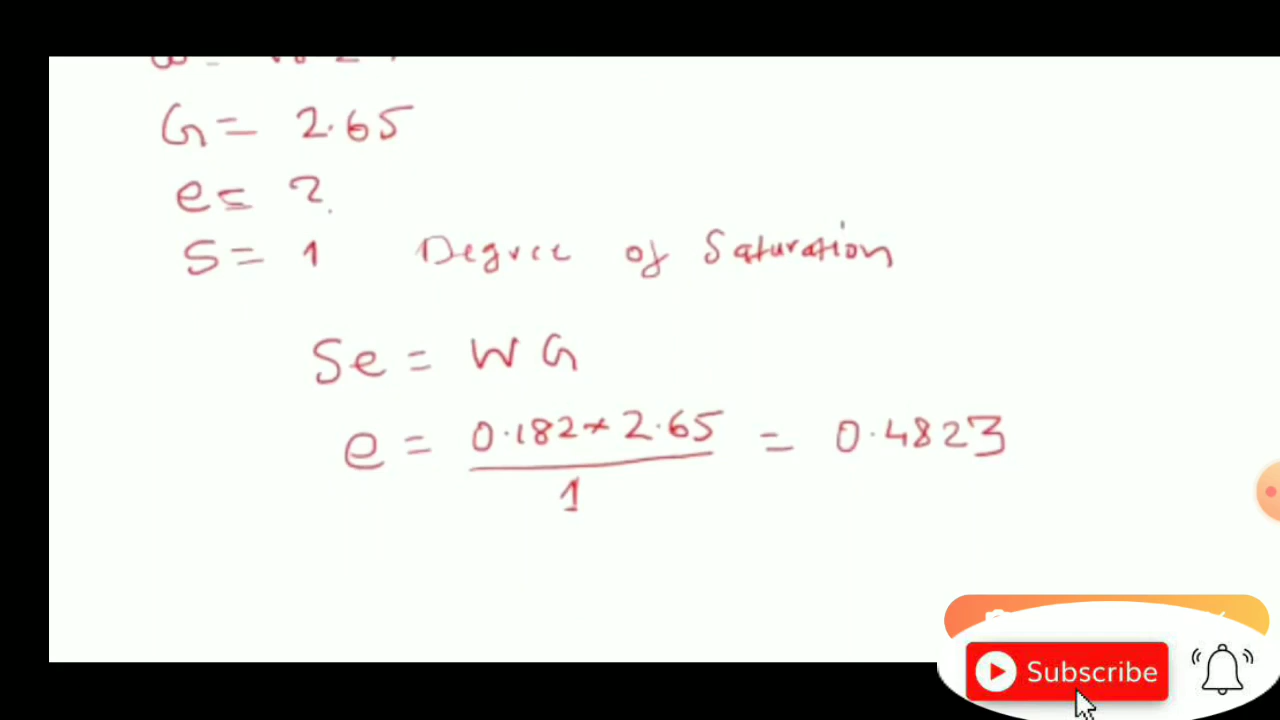 G = 2.65
e = ?
S = 1 Degree of Saturation
Se = WG
e = 0.182 * 2.65 / 1 = 0.4823
Subscribe